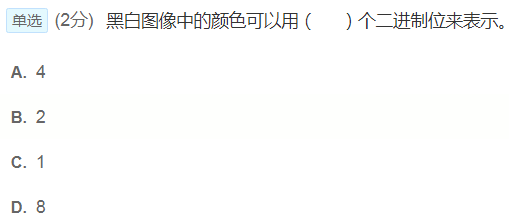 单选 (2分) 黑白图像中的颜色可以用（ ）个二进制位来表示。
A. 4
B. 2
C. 1
D. 8